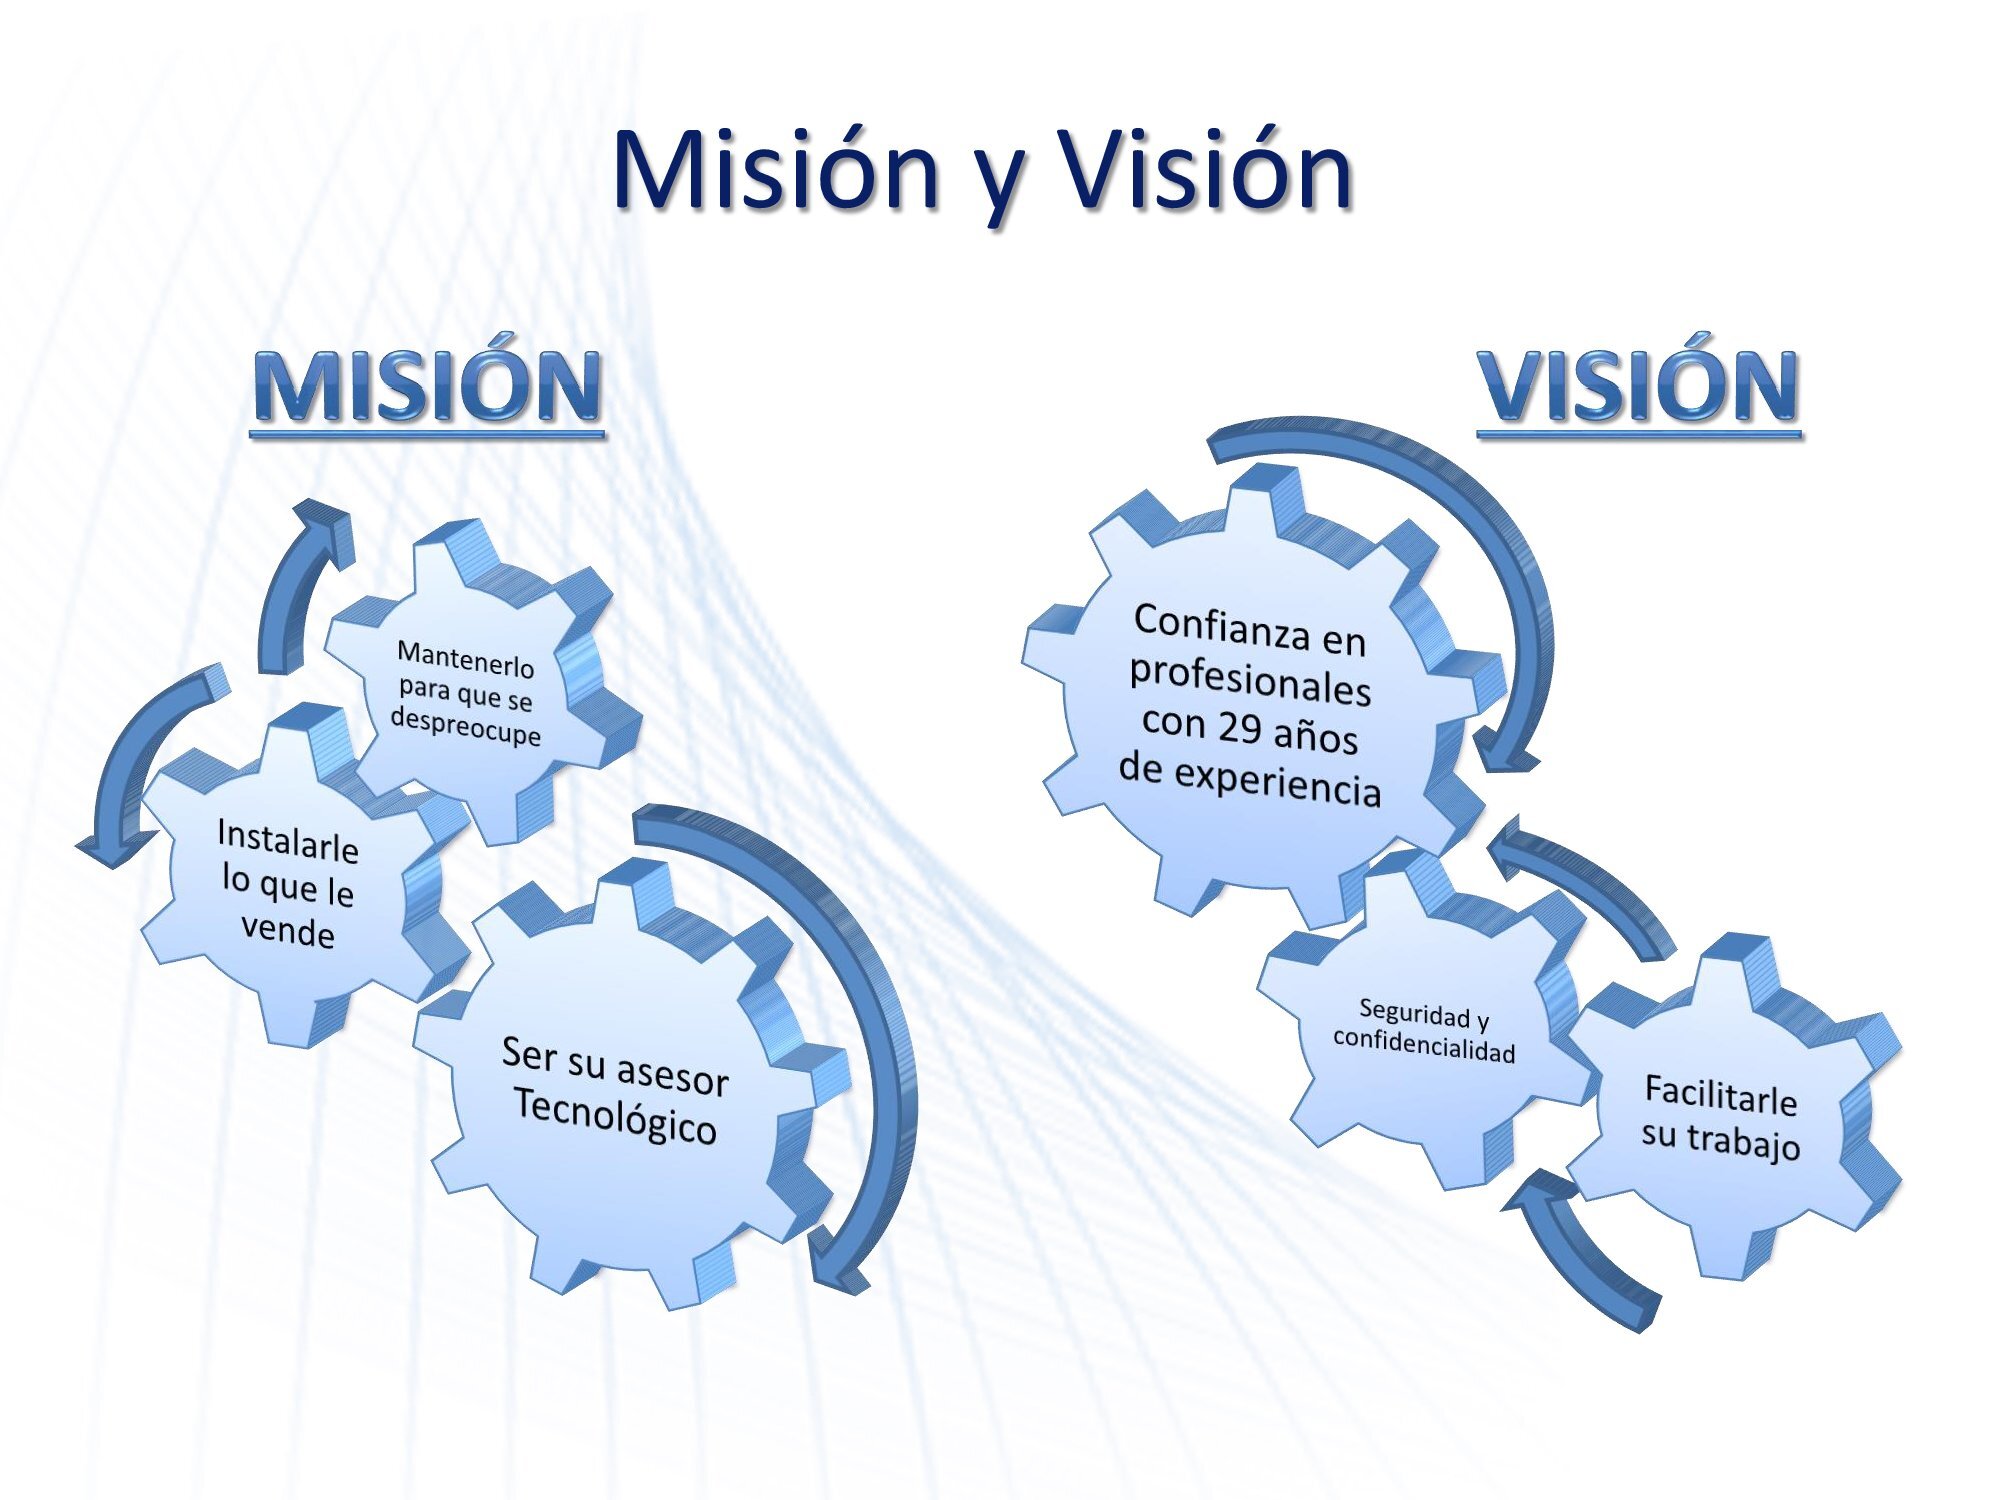 Misión y Visión
MISIÓN
Mantenerlo
para que se
despreocupe
Instalarle
lo que le
vende
Ser su asesor
Tecnológico
VISIÓN
Confianza en
profesionales
con 29 años
de experiencia
Seguridad y
confidencialidad
Facilitarle
su trabajo